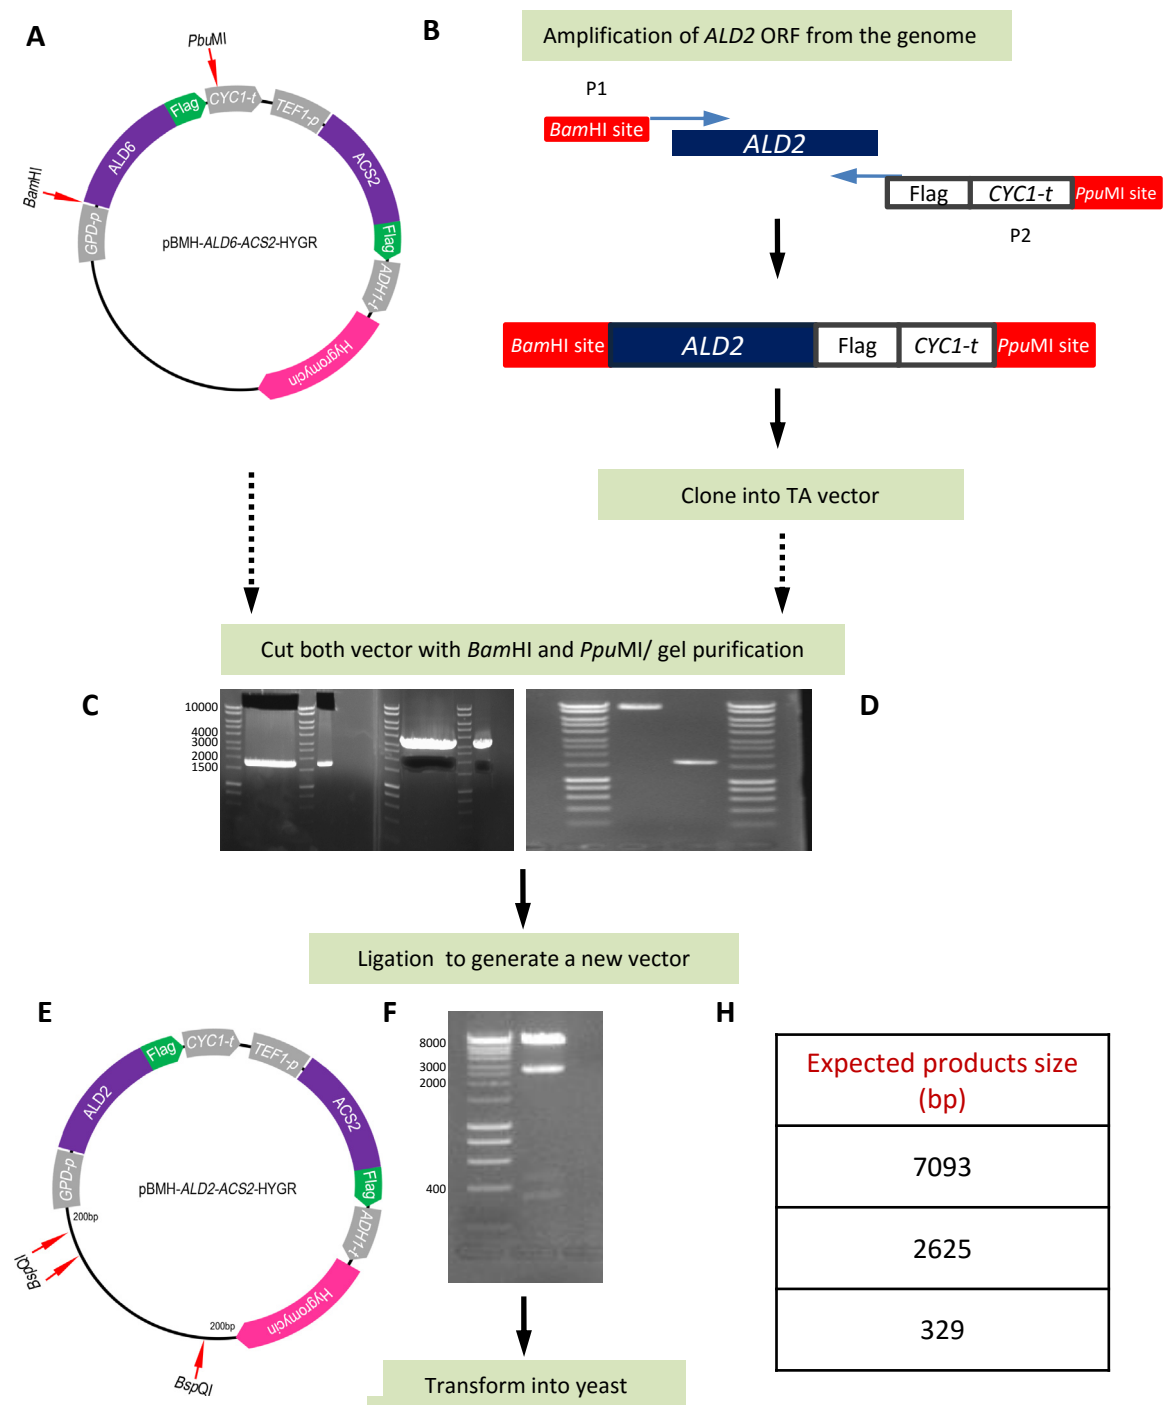 A
PbuMI
Flag
CYC1-t
TEF1-p
ALD6
ACS2
BamHI
GPD-p
Flag
pBMH-ALD6-ACS2-HYGR
ADH1-t
Hygromycin
B
Amplification of ALD2 ORF from the genome
P1
BamHI site
ALD2
Flag
CYC1-t
PpuMI site
P2
BamHI site
ALD2
Flag
CYC1-t
PpuMI site
Clone into TA vector
Cut both vector with BamHI and PpuMI/ gel purification
C
10000
4000
3000
2000
1500
D
Ligation to generate a new vector
E
Flag
CYC1-t
TEF1-p
ALD2
ACS2
GPD-p
Flag
pBMH-ALD2-ACS2-HYGR
200bp
ADH1-t
BspQI
BspQI
Hygromycin
200bp
BspQI
F
8000
3000
2000
400
Transform into yeast
H
Expected products size
(bp)
7093
2625
329